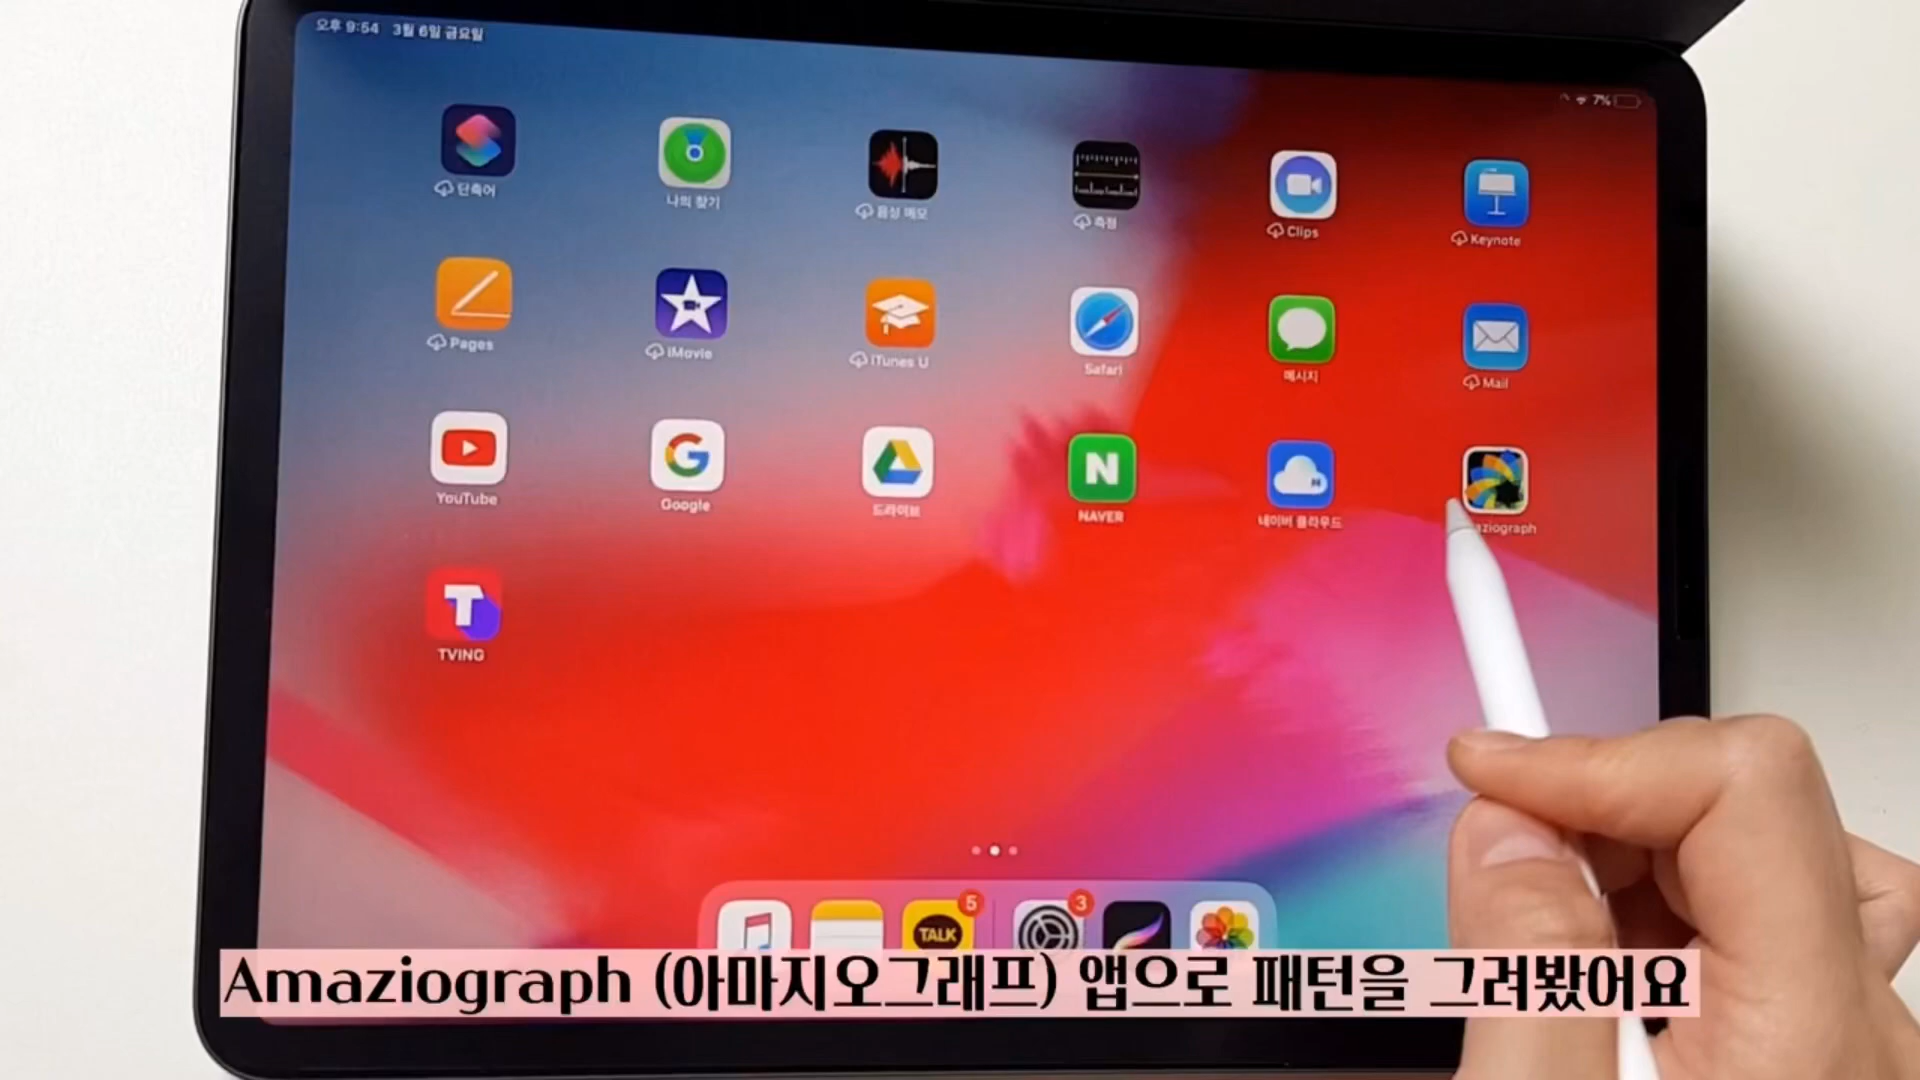 오후 9:54 3월 6일 금요일
7%
단축어
나의 찾기
음성 메모
측정
Clips
Keynote
Pages
iMovie
iTunes U
Safari
메시지
Mail
YouTube
Google
드라이브
NAVER
네이버 클라우드
aziograph
TVING
5
3
TALK
Amaziograph (아마지오그래프) 앱으로 패턴을 그려봤어요